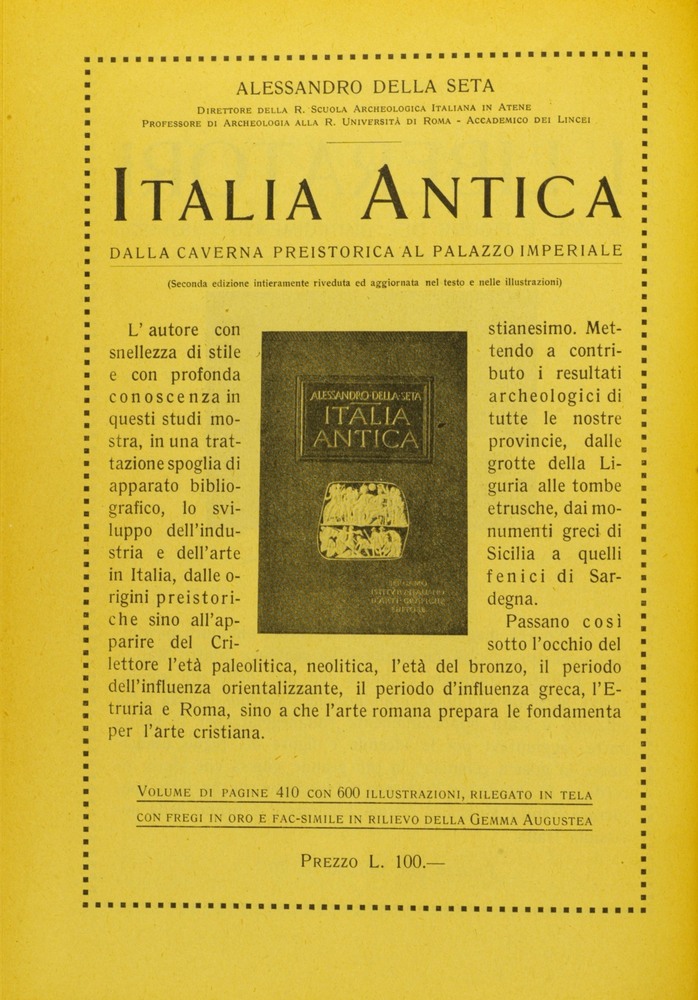 ALESSANDRO DELLA SETA
DIRETTORE DELLA R. SCUOLA ARCHEOLOGICA ITALIANA IN ATENE
PROFESSORE DI ARCHEOLOGIA ALLA R. UNIVERSITÀ DI ROMA - ACCADEMICO DEI LINCEI
ITALIA ANTICA
DALLA CAVERNA PREISTORICA AL PALAZZO IMPERIALE
(Seconda edizione intieramente riveduta ed aggiornata nel testo e nelle illustrazioni)
L'autore con
snellezza di stile
e con profonda
conoscenza in
questi studi mo-
stra, in una trat-
tazione spoglia di
apparato biblio-
grafico, lo svi-
luppo dell'indu-
stria e dell'arte
in Italia, dalle o-
rigini preistori-
che sino all'ap-
parire del Cri-
ALESSANDRO·DELLA·SETA
ITALIA
ANTICA
BERGAMO
ISTITVTO ITALIANO
D'ARTI·GRAFICHE
EDITORE
stianesimo. Met-
tendo a contri-
buto i resultati
archeologici di
tutte le nostre
provincie, dalle
grotte della Li-
guria alle tombe
etrusche, dai mo-
numenti greci di
Sicilia a quelli
fenici di Sar-
degna.
Passano così
sotto l'occhio del
lettore l'età paleolitica, neolitica, l'età del bronzo, il periodo
dell'influenza orientalizzante, il periodo d'influenza greca, l'E-
truria e Roma, sino a che l'arte romana prepara le fondamenta
per l'arte cristiana.
VOLUME DI PAGINE 410 CON 600 ILLUSTRAZIONI, RILEGATO IN TELA
CON FREGI IN ORO E FAC-SIMILE IN RILIEVO DELLA GEMMA AUGUSTEA
PREZZO L. 100.—